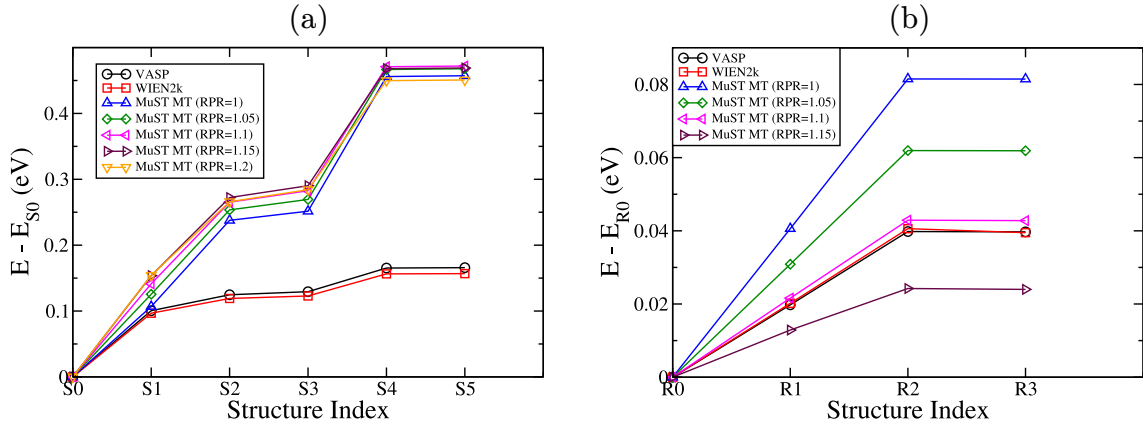 (a)
VASP
WIEN2k
MuST MT (RPR=1)
MuST MT (RPR=1.05)
MuST MT (RPR=1.1)
MuST MT (RPR=1.15)
MuST MT (RPR=1.2)
0.4
0.3
0.2
0.1
0
E - E_S0 (eV)
S0 S1 S2 S3 S4 S5
Structure Index
(b)
VASP
WIEN2k
MuST MT (RPR=1)
MuST MT (RPR=1.05)
MuST MT (RPR=1.1)
MuST MT (RPR=1.15)
0.08
0.06
0.04
0.02
0
E - E_R0 (eV)
R0 R1 R2 R3
Structure Index